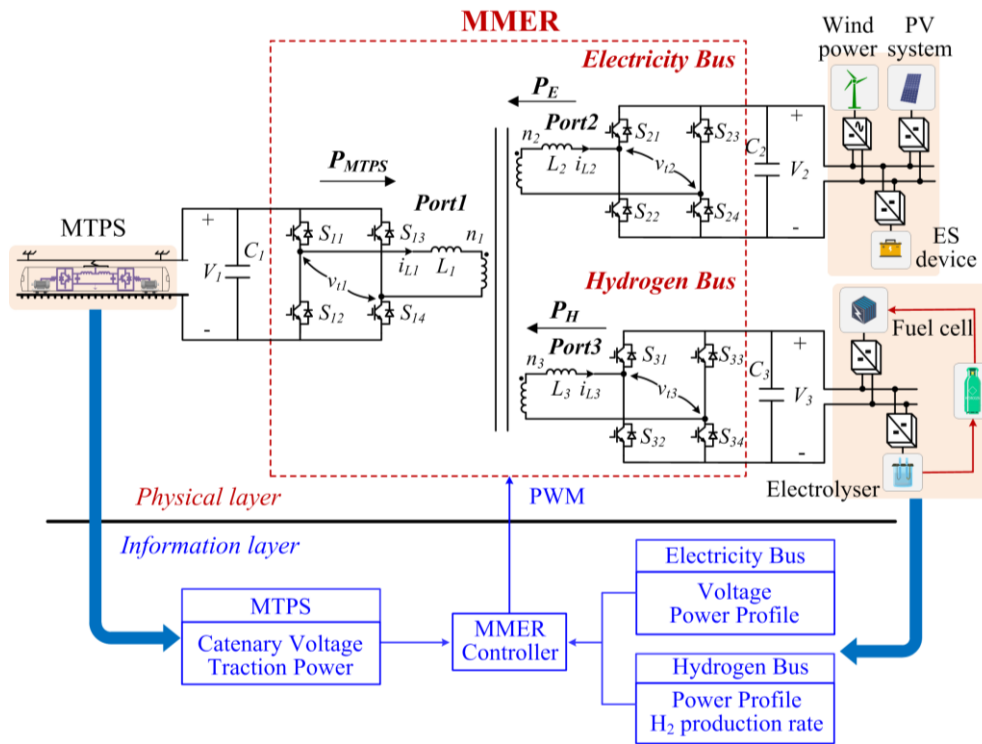 MMER
Wind
power
PV
system
Electricity Bus
P_E
Port2
n_2
S_21
S_23
L_2
i_L2
v_t2
C_2
+
V_2
-
S_22
S_24
P_MTPS
Port1
MTPS
+
V_1
-
C_1
S_11
S_13
n_1
i_L1
L_1
v_t1
S_12
S_14
ES
device
Hydrogen Bus
P_H
Port3
n_3
S_31
S_33
L_3
i_L3
v_t3
C_3
+
V_3
-
S_32
S_34
Fuel cell
Electrolyser
Physical layer
PWM
Information layer
MTPS
Catenary Voltage
Traction Power
MMER
Controller
Electricity Bus
Voltage
Power Profile
Hydrogen Bus
Power Profile
H₂ production rate